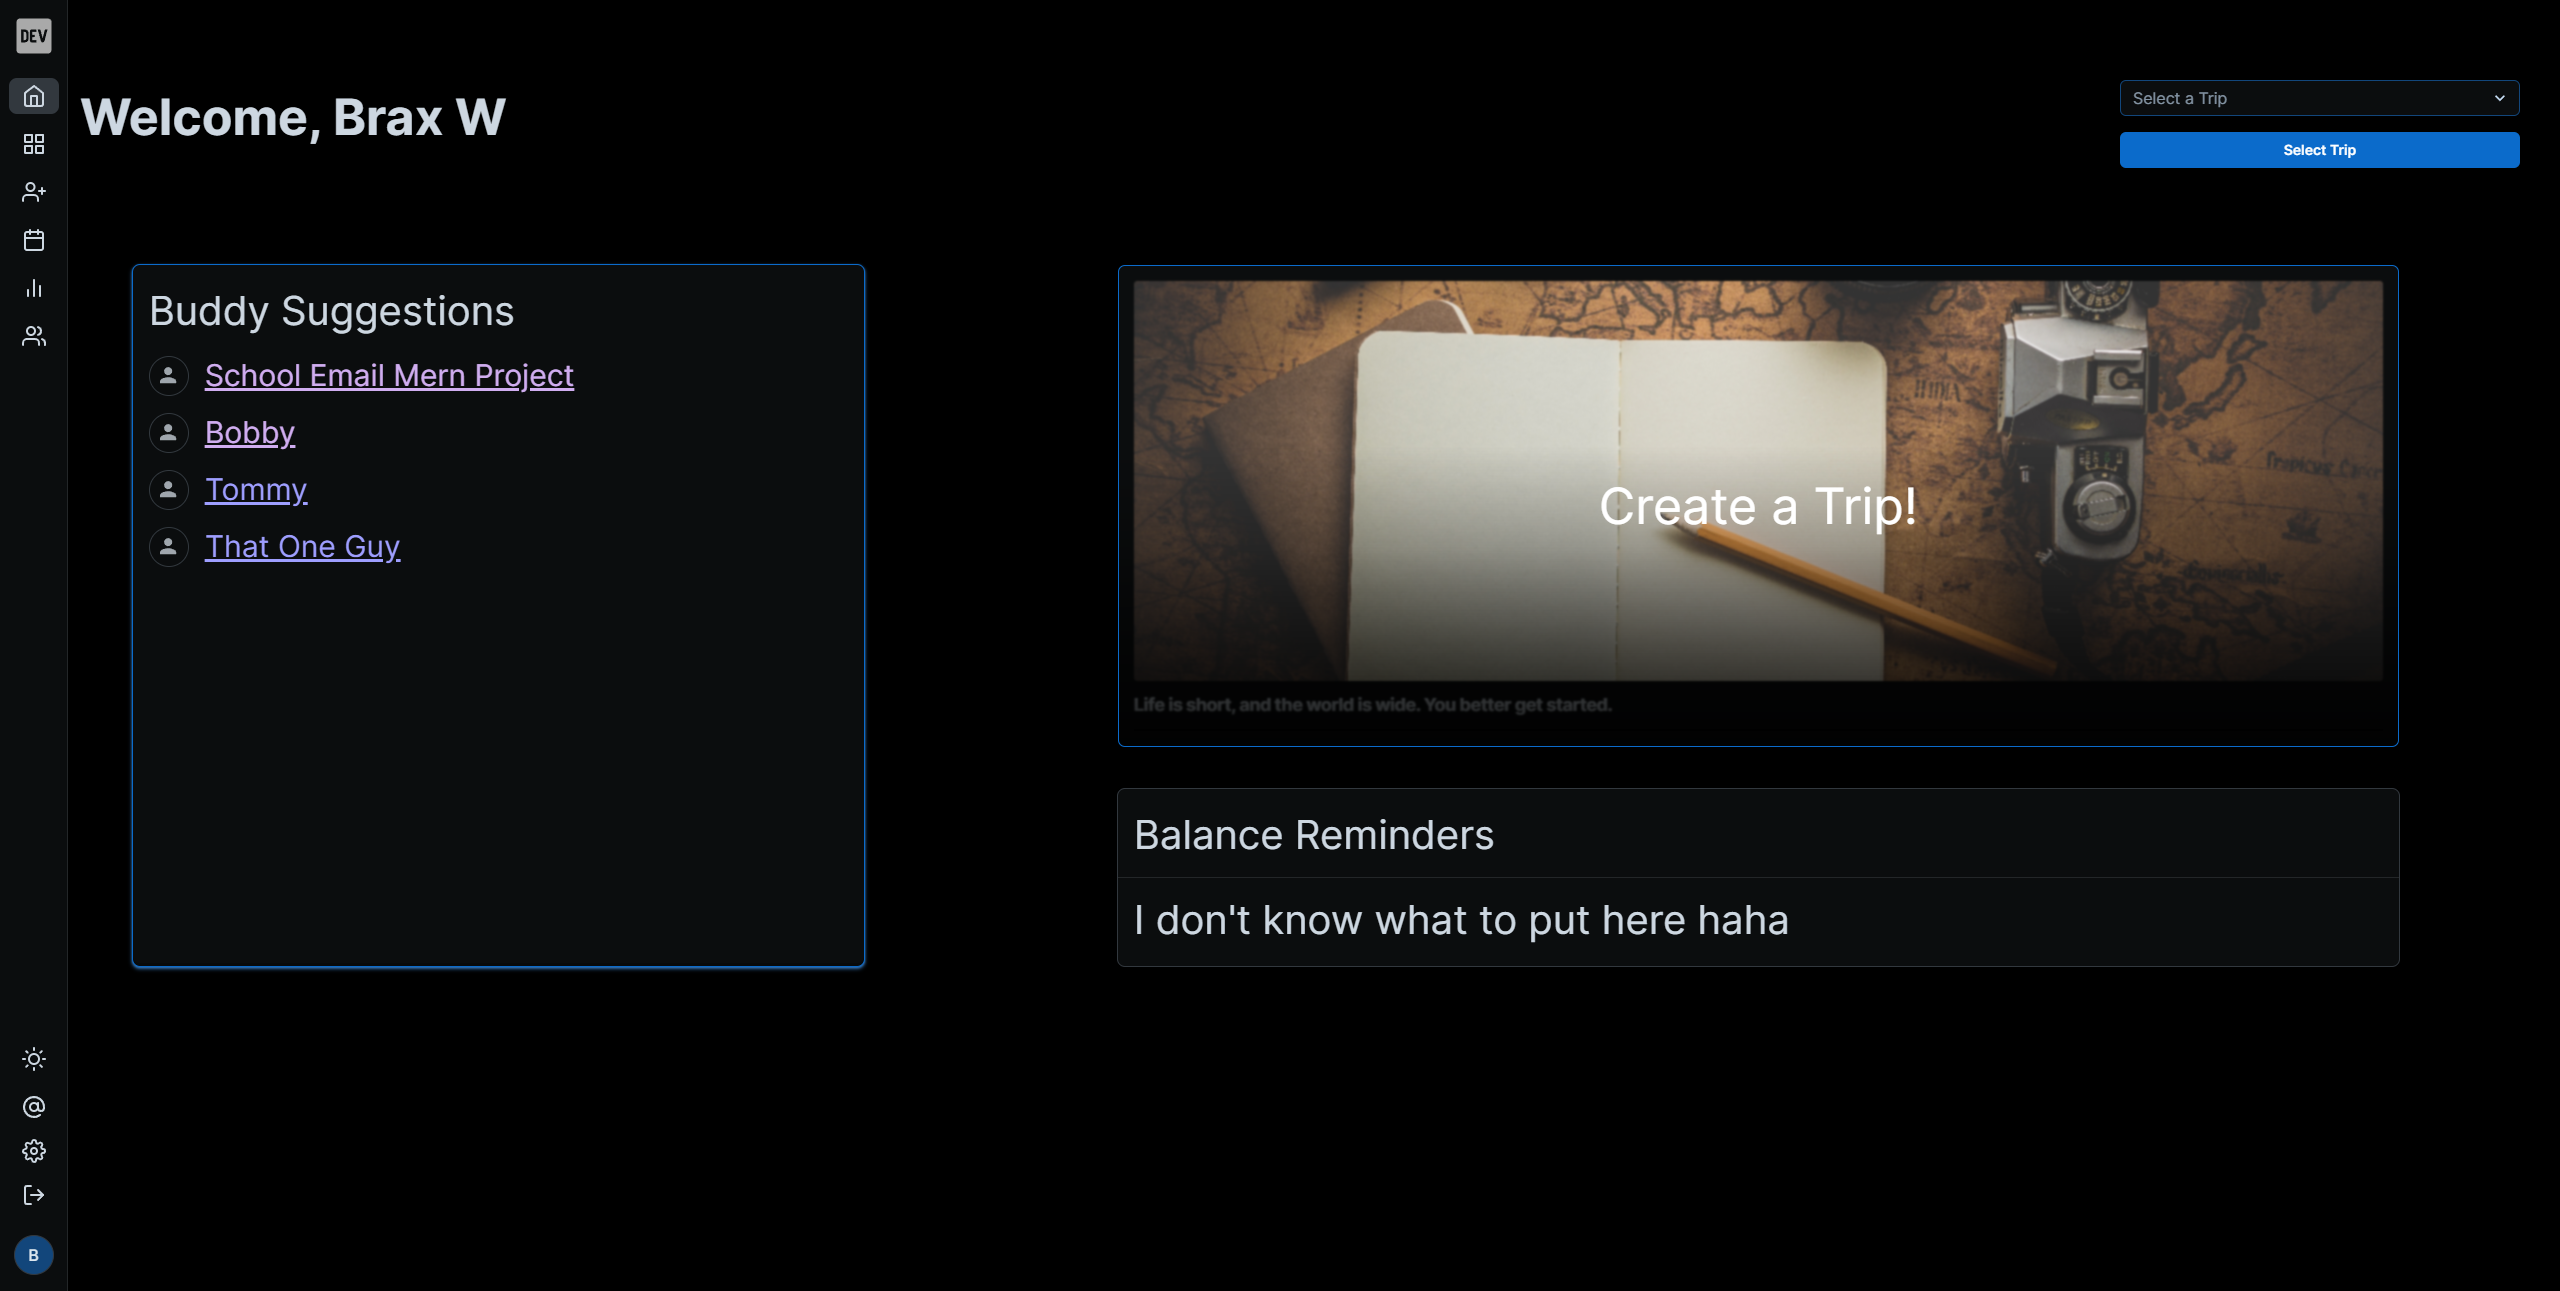 DEV
Welcome, Brax W
Select a Trip
Select Trip
Buddy Suggestions
School Email Mern Project
Bobby
Tommy
That One Guy
Create a Trip!
Life is short, and the world is wide. You better get started.
Balance Reminders
I don't know what to put here haha
B